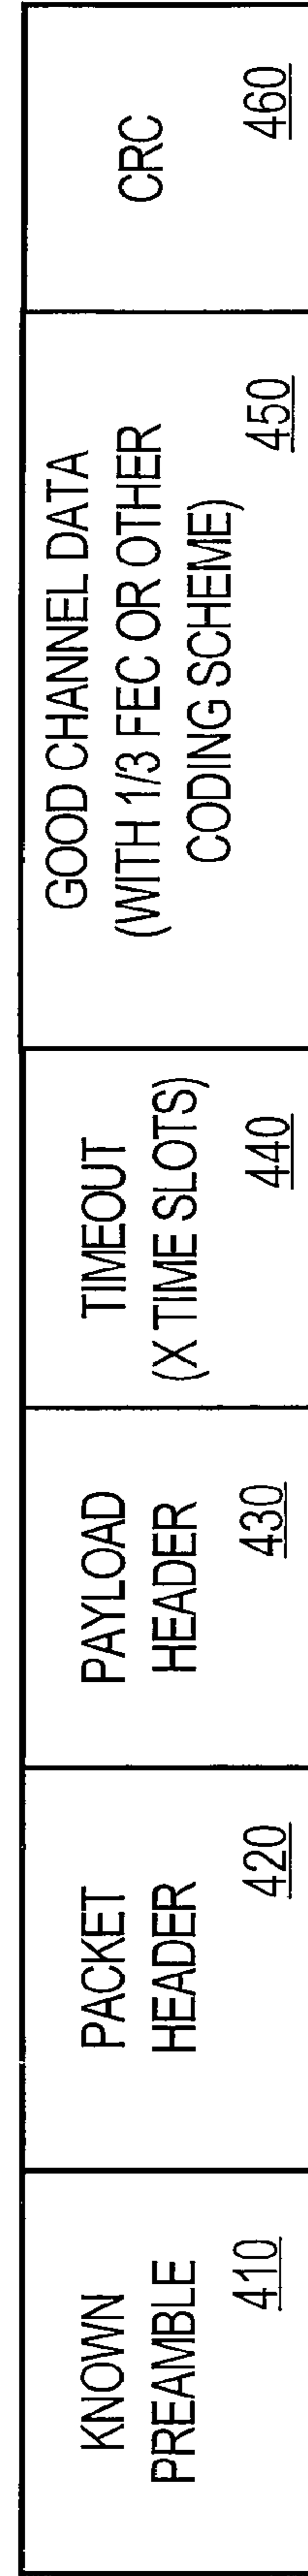 KNOWN
PREAMBLE
410
PACKET
HEADER
420
PAYLOAD
HEADER
430
TIMEOUT
(X TIME SLOTS)
440
GOOD CHANNEL DATA
(WITH 1/3 FEC OR OTHER
CODING SCHEME)
450
CRC
460